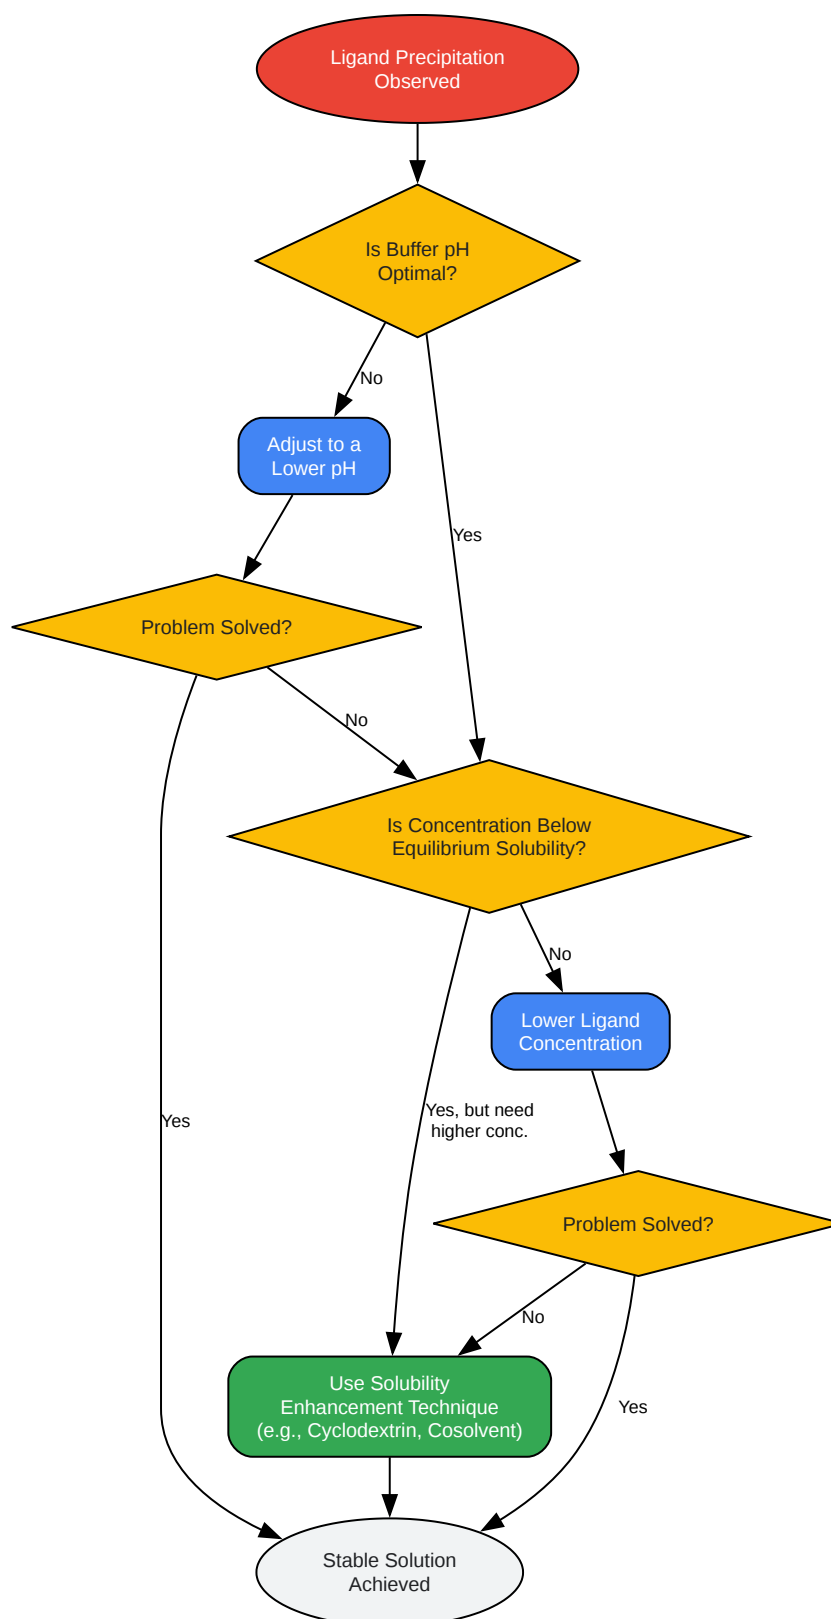 Ligand Precipitation
Observed
Is Buffer pH
Optimal?
No
Adjust to a
Lower pH
Yes
Problem Solved?
No
Is Concentration Below
Equilibrium Solubility?
No
Lower Ligand
Concentration
Yes, but need
higher conc.
Yes
Problem Solved?
No
Use Solubility
Enhancement Technique
(e.g., Cyclodextrin, Cosolvent)
Yes
Stable Solution
Achieved